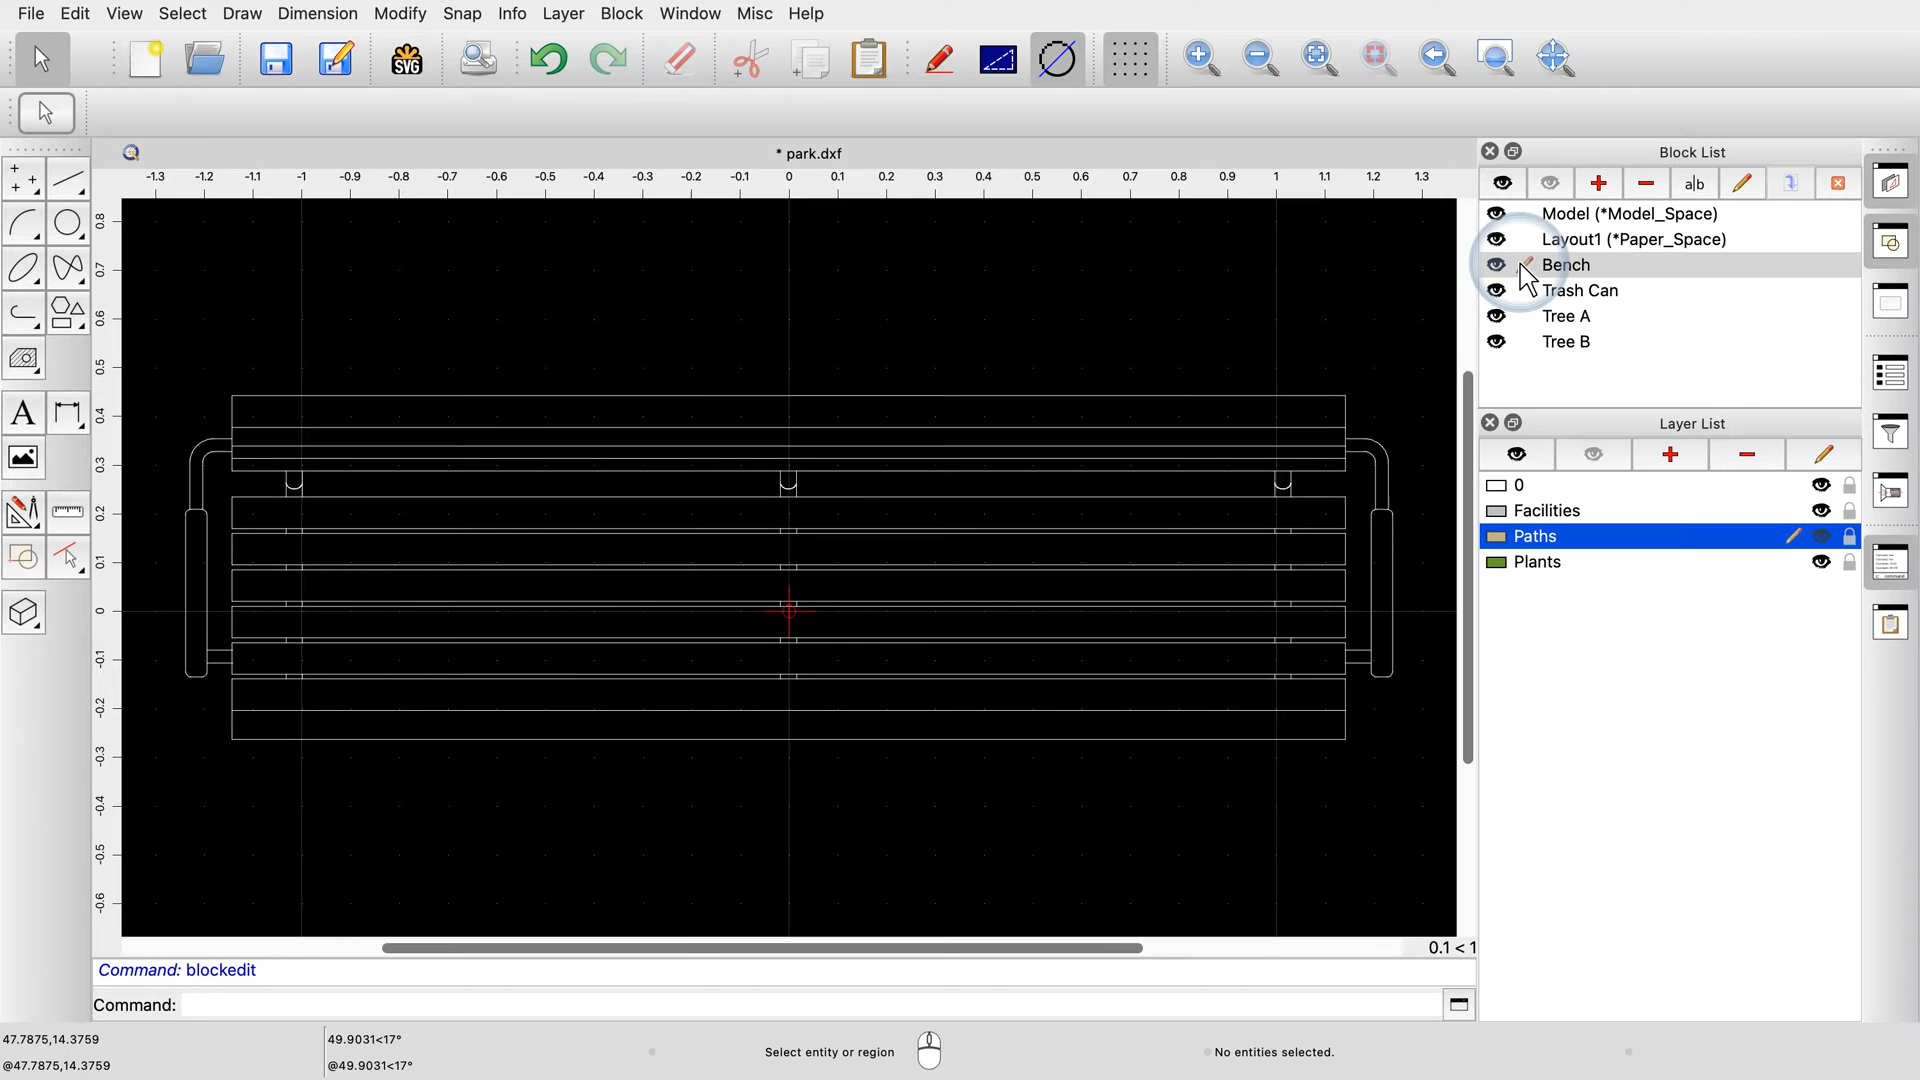 File Edit View Select Draw Dimension Modify Snap Info Layer Block Window Misc Help
SVG
* park.dxf
Block List
-1.3 -1.2 -1.1 -1 -0.9 -0.8 -0.7 -0.6 -0.5 -0.4 -0.3 -0.2 -0.1 0 0.1 0.2 0.3 0.4 0.5 0.6 0.7 0.8 0.9 1 1.1 1.2 1.3
a|b
Model (*Model_Space)
Layout1 (*Paper_Space)
Bench
Trash Can
Tree A
Tree B
0.8
0.7
0.6
0.5
0.4
0.3
0.2
0.1
0
-0.1
-0.2
-0.3
-0.4
-0.5
-0.6
A
Layer List
0
Facilities
Paths
Plants
0.1 < 1
Command: blockedit
Command:
47.7875,14.3759
@47.7875,14.3759
49.9031<17°
@49.9031<17°
Select entity or region
No entities selected.